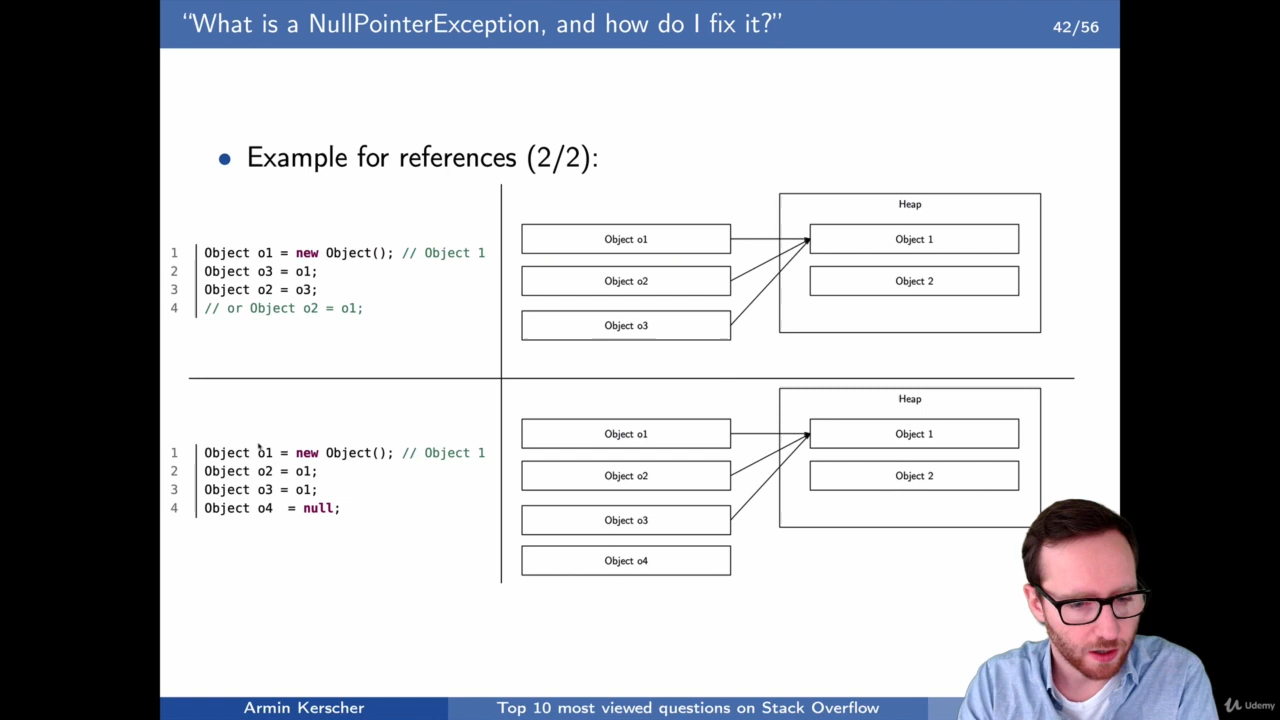 “What is a NullPointerException, and how do I fix it?”
42/56
• Example for references (2/2):
1 Object o1 = new Object(); // Object 1
2 Object o3 = o1;
3 Object o2 = o3;
4 // or Object o2 = o1;
Heap
Object o1
Object 1
Object o2
Object 2
Object o3
1 Object o1 = new Object(); // Object 1
2 Object o2 = o1;
3 Object o3 = o1;
4 Object o4  = null;
Heap
Object o1
Object 1
Object o2
Object 2
Object o3
Object o4
Armin Kerscher
Top 10 most viewed questions on Stack Overflow
Udemy